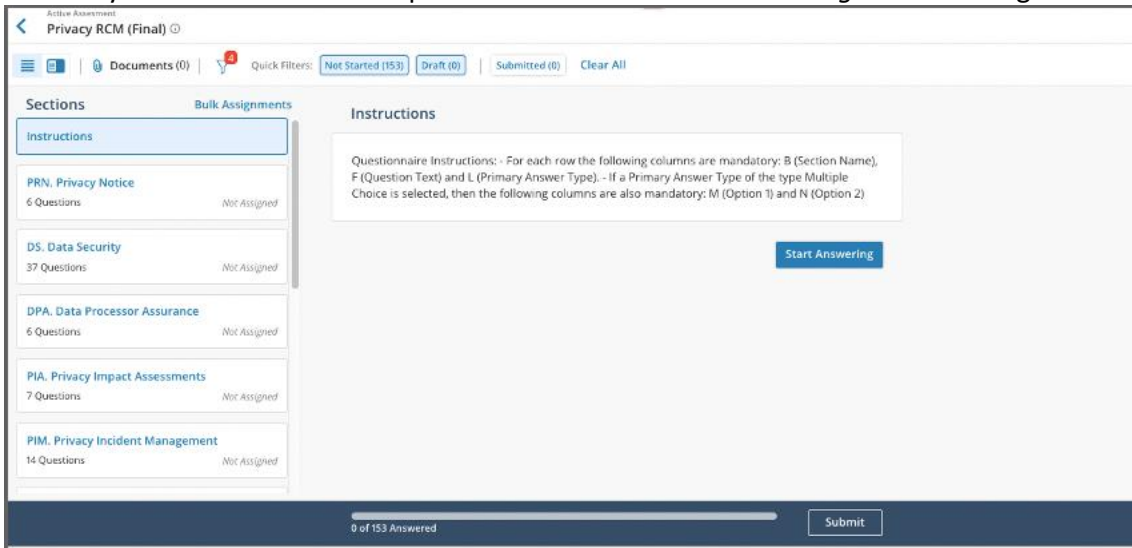 Active Assesment
Privacy RCM (Final)
Documents (0)
4
Quick Filters:
Not Started (153)
Draft (0)
Submitted (0)
Clear All
Sections
Bulk Assignments
Instructions
PRN. Privacy Notice
6 Questions
Not Assigned
DS. Data Security
37 Questions
Not Assigned
DPA. Data Processor Assurance
6 Questions
Not Assigned
PIA. Privacy Impact Assessments
7 Questions
Not Assigned
PIM. Privacy Incident Management
14 Questions
Not Assigned
Instructions
Questionnaire Instructions: - For each row the following columns are mandatory: B (Section Name),
F (Question Text) and L (Primary Answer Type). - If a Primary Answer Type of the type Multiple
Choice is selected, then the following columns are also mandatory: M (Option 1) and N (Option 2)
Start Answering
0 of 153 Answered
Submit